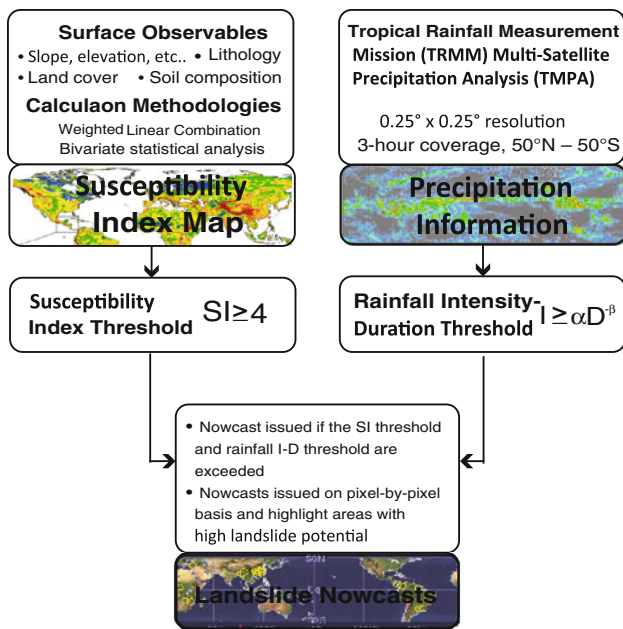 Surface Observables
• Slope, elevation, etc.. • Lithology
• Land cover • Soil composition
Calculaon Methodologies
Weighted Linear Combination
Bivariate statistical analysis
Susceptibility
Index Map
Susceptibility
Index Threshold SI≥4
Tropical Rainfall Measurement
Mission (TRMM) Multi-Satellite
Precipitation Analysis (TMPA)
0.25° x 0.25° resolution
3-hour coverage, 50°N – 50°S
Precipitation
Information
Rainfall Intensity-
Duration Threshold I ≥ αD^-β
• Nowcast issued if the SI threshold
and rainfall I-D threshold are
exceeded
• Nowcasts issued on pixel-by-pixel
basis and highlight areas with
high landslide potential
50N
Landslide Nowcasts